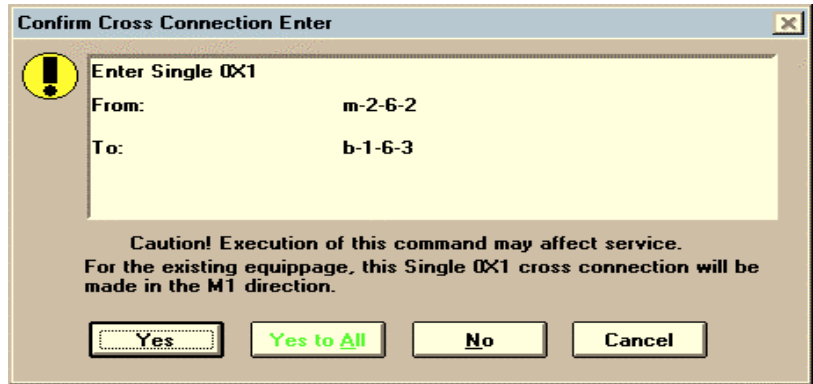 Confirm Cross Connection Enter
Enter Single 0X1
From: m-2-6-2
To: b-1-6-3
Caution! Execution of this command may affect service.
For the existing equippage, this Single 0X1 cross connection will be
made in the M1 direction.
Yes Yes to All No Cancel